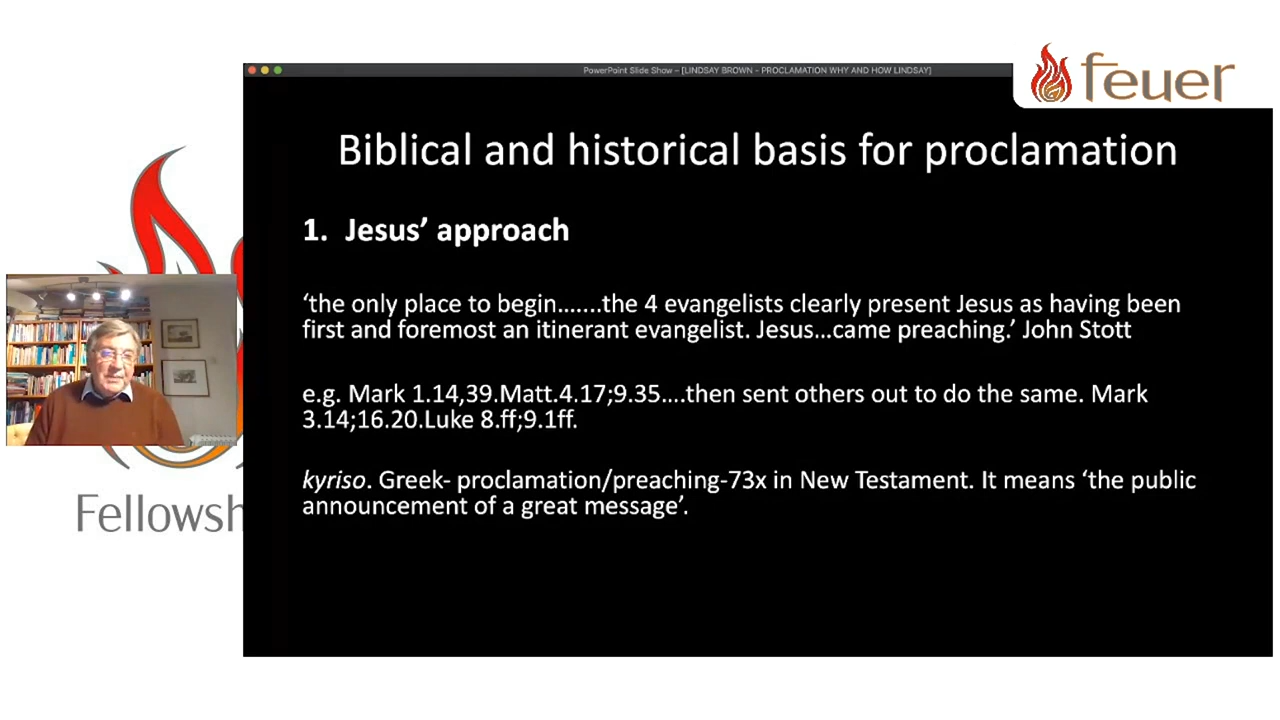 PowerPoint Slide Show – [LINDSAY BROWN - PROCLAMATION WHY AND HOW LINDSAY]
feuer
Biblical and historical basis for proclamation
1. Jesus’ approach
‘the only place to begin…….the 4 evangelists clearly present Jesus as having been
first and foremost an itinerant evangelist. Jesus…came preaching.’ John Stott
e.g. Mark 1.14,39.Matt.4.17;9.35….then sent others out to do the same. Mark
3.14;16.20.Luke 8.ff;9.1ff.
kyriso. Greek- proclamation/preaching-73x in New Testament. It means ‘the public
announcement of a great message’.
Fellowsh